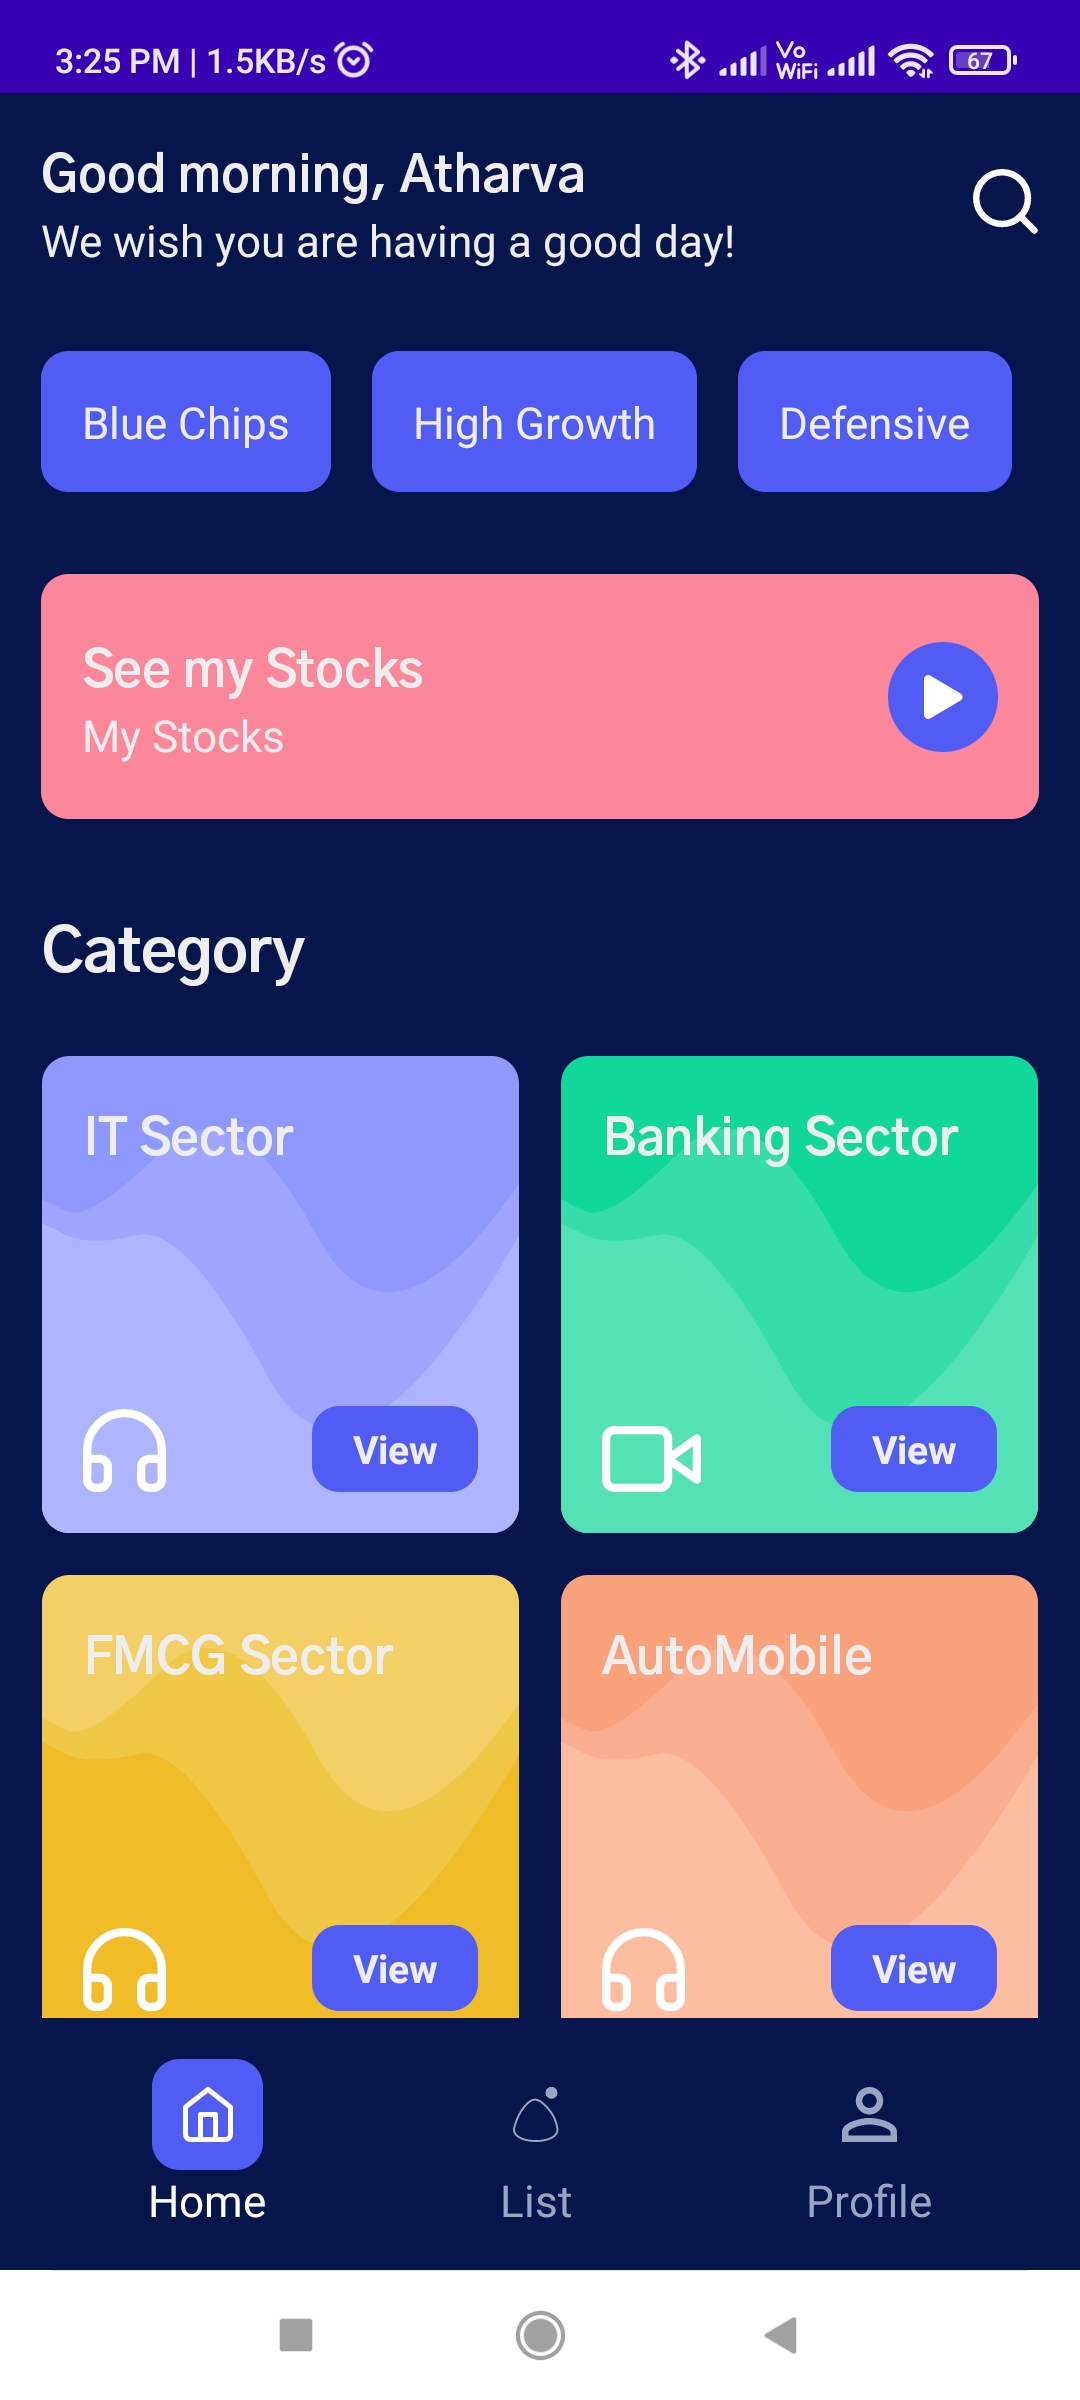 3:25 PM | 1.5KB/s
Vo
WiFi
67
Good morning, Atharva
We wish you are having a good day!
Blue Chips
High Growth
Defensive
See my Stocks
My Stocks
Category
IT Sector
Banking Sector
View
View
FMCG Sector
AutoMobile
View
View
Home
List
Profile